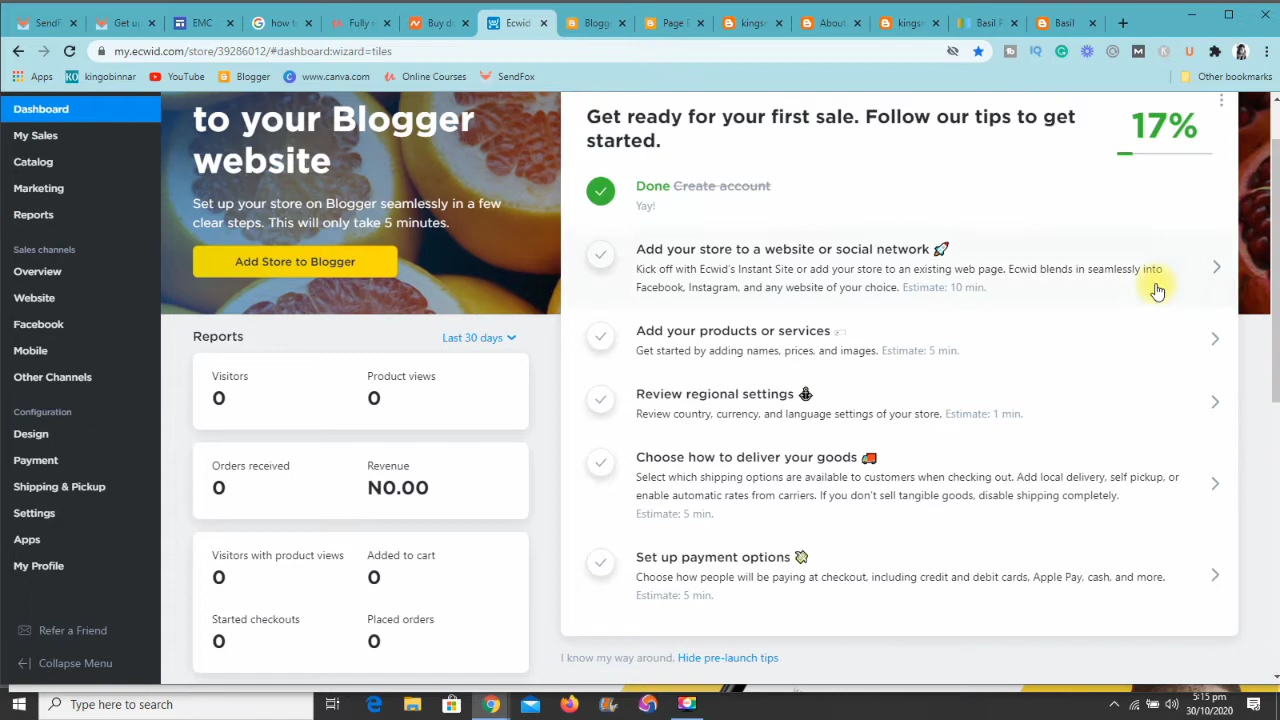 SendF
Get up
EMC
how to
Fully r
Buy do
Ecwid
Blogg
Page E
kings
About
kings
Basil P
Basil
my.ecwid.com/store/39286012/#dashboard:wizard=tiles
Apps
kingobinnar
YouTube
Blogger
www.canva.com
Online Courses
SendFox
Other bookmarks
Dashboard
My Sales
Catalog
Marketing
Reports
Sales channels
Overview
Website
Facebook
Mobile
Other Channels
Configuration
Design
Payment
Shipping & Pickup
Settings
Apps
My Profile
Refer a Friend
Collapse Menu
to your Blogger
website
Set up your store on Blogger seamlessly in a few
clear steps. This will only take 5 minutes.
Add Store to Blogger
Reports
Last 30 days
Visitors
0
Product views
0
Orders received
0
Revenue
N0.00
Visitors with product views
0
Added to cart
0
Started checkouts
0
Placed orders
0
Get ready for your first sale. Follow our tips to get
started.
17%
Done Create account
Yay!
Add your store to a website or social network 🚀
Kick off with Ecwid's Instant Site or add your store to an existing web page. Ecwid blends in seamlessly into
Facebook, Instagram, and any website of your choice. Estimate: 10 min.
Add your products or services
Get started by adding names, prices, and images. Estimate: 5 min.
Review regional settings
Review country, currency, and language settings of your store. Estimate: 1 min.
Choose how to deliver your goods 🚚
Select which shipping options are available to customers when checking out. Add local delivery, self pickup, or
enable automatic rates from carriers. If you don't sell tangible goods, disable shipping completely.
Estimate: 5 min.
Set up payment options 💸
Choose how people will be paying at checkout, including credit and debit cards, Apple Pay, cash, and more.
Estimate: 5 min.
I know my way around. Hide pre-launch tips
Type here to search
5:15 pm
30/10/2020